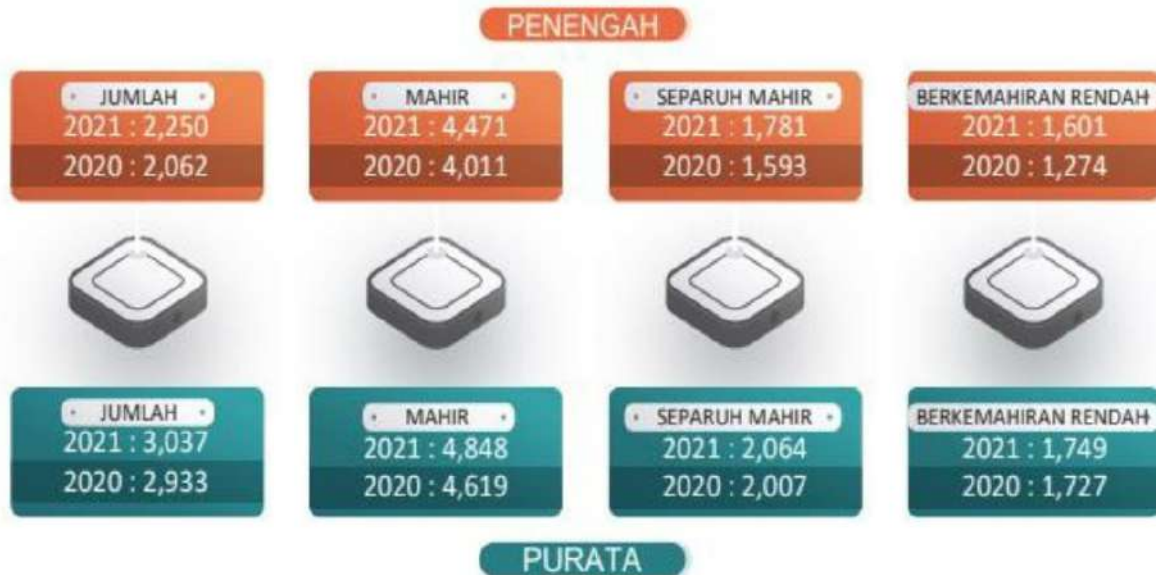 PENENGAH
JUMLAH
2021 : 2,250
2020 : 2,062
MAHIR
2021 : 4,471
2020 : 4,011
SEPARUH MAHIR
2021 : 1,781
2020 : 1,593
BERKEMAHIRAN RENDAH
2021 : 1,601
2020 : 1,274
JUMLAH
2021 : 3,037
2020 : 2,933
MAHIR
2021 : 4,848
2020 : 4,619
SEPARUH MAHIR
2021 : 2,064
2020 : 2,007
BERKEMAHIRAN RENDAH
2021 : 1,749
2020 : 1,727
PURATA